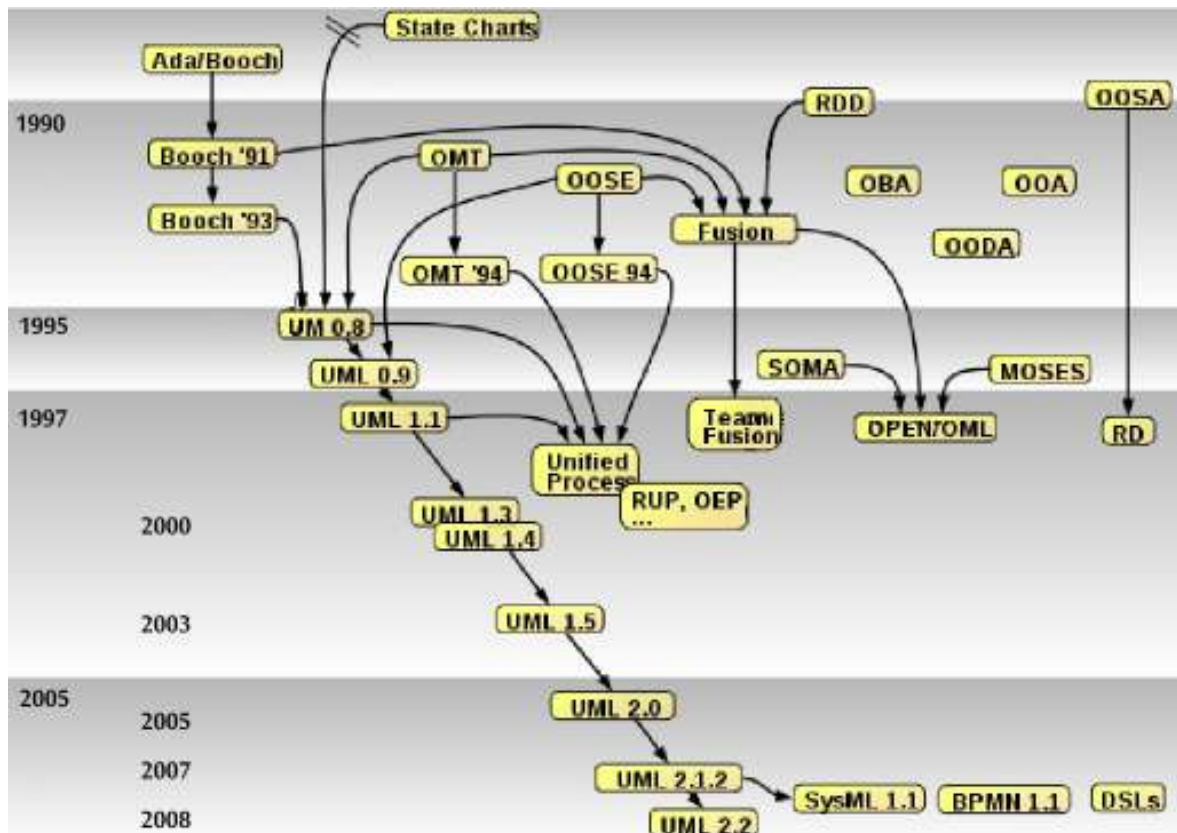 State Charts
Ada/Booch
RDD
OOSA
1990
Booch '91
OMT
OOSE
OBA
OOA
Booch '93
Fusion
OODA
OMT '94
OOSE 94
1995
UM 0.8
UML 0.9
SOMA
MOSES
1997
UML 1.1
Team
Fusion
OPEN/OML
RD
Unified
Process
RUP, OEP
...
UML 1.3
2000
UML 1.4
2003
UML 1.5
2005
UML 2.0
2005
2007
UML 2.1.2
SysML 1.1
BPMN 1.1
DSLs
2008
UML 2.2